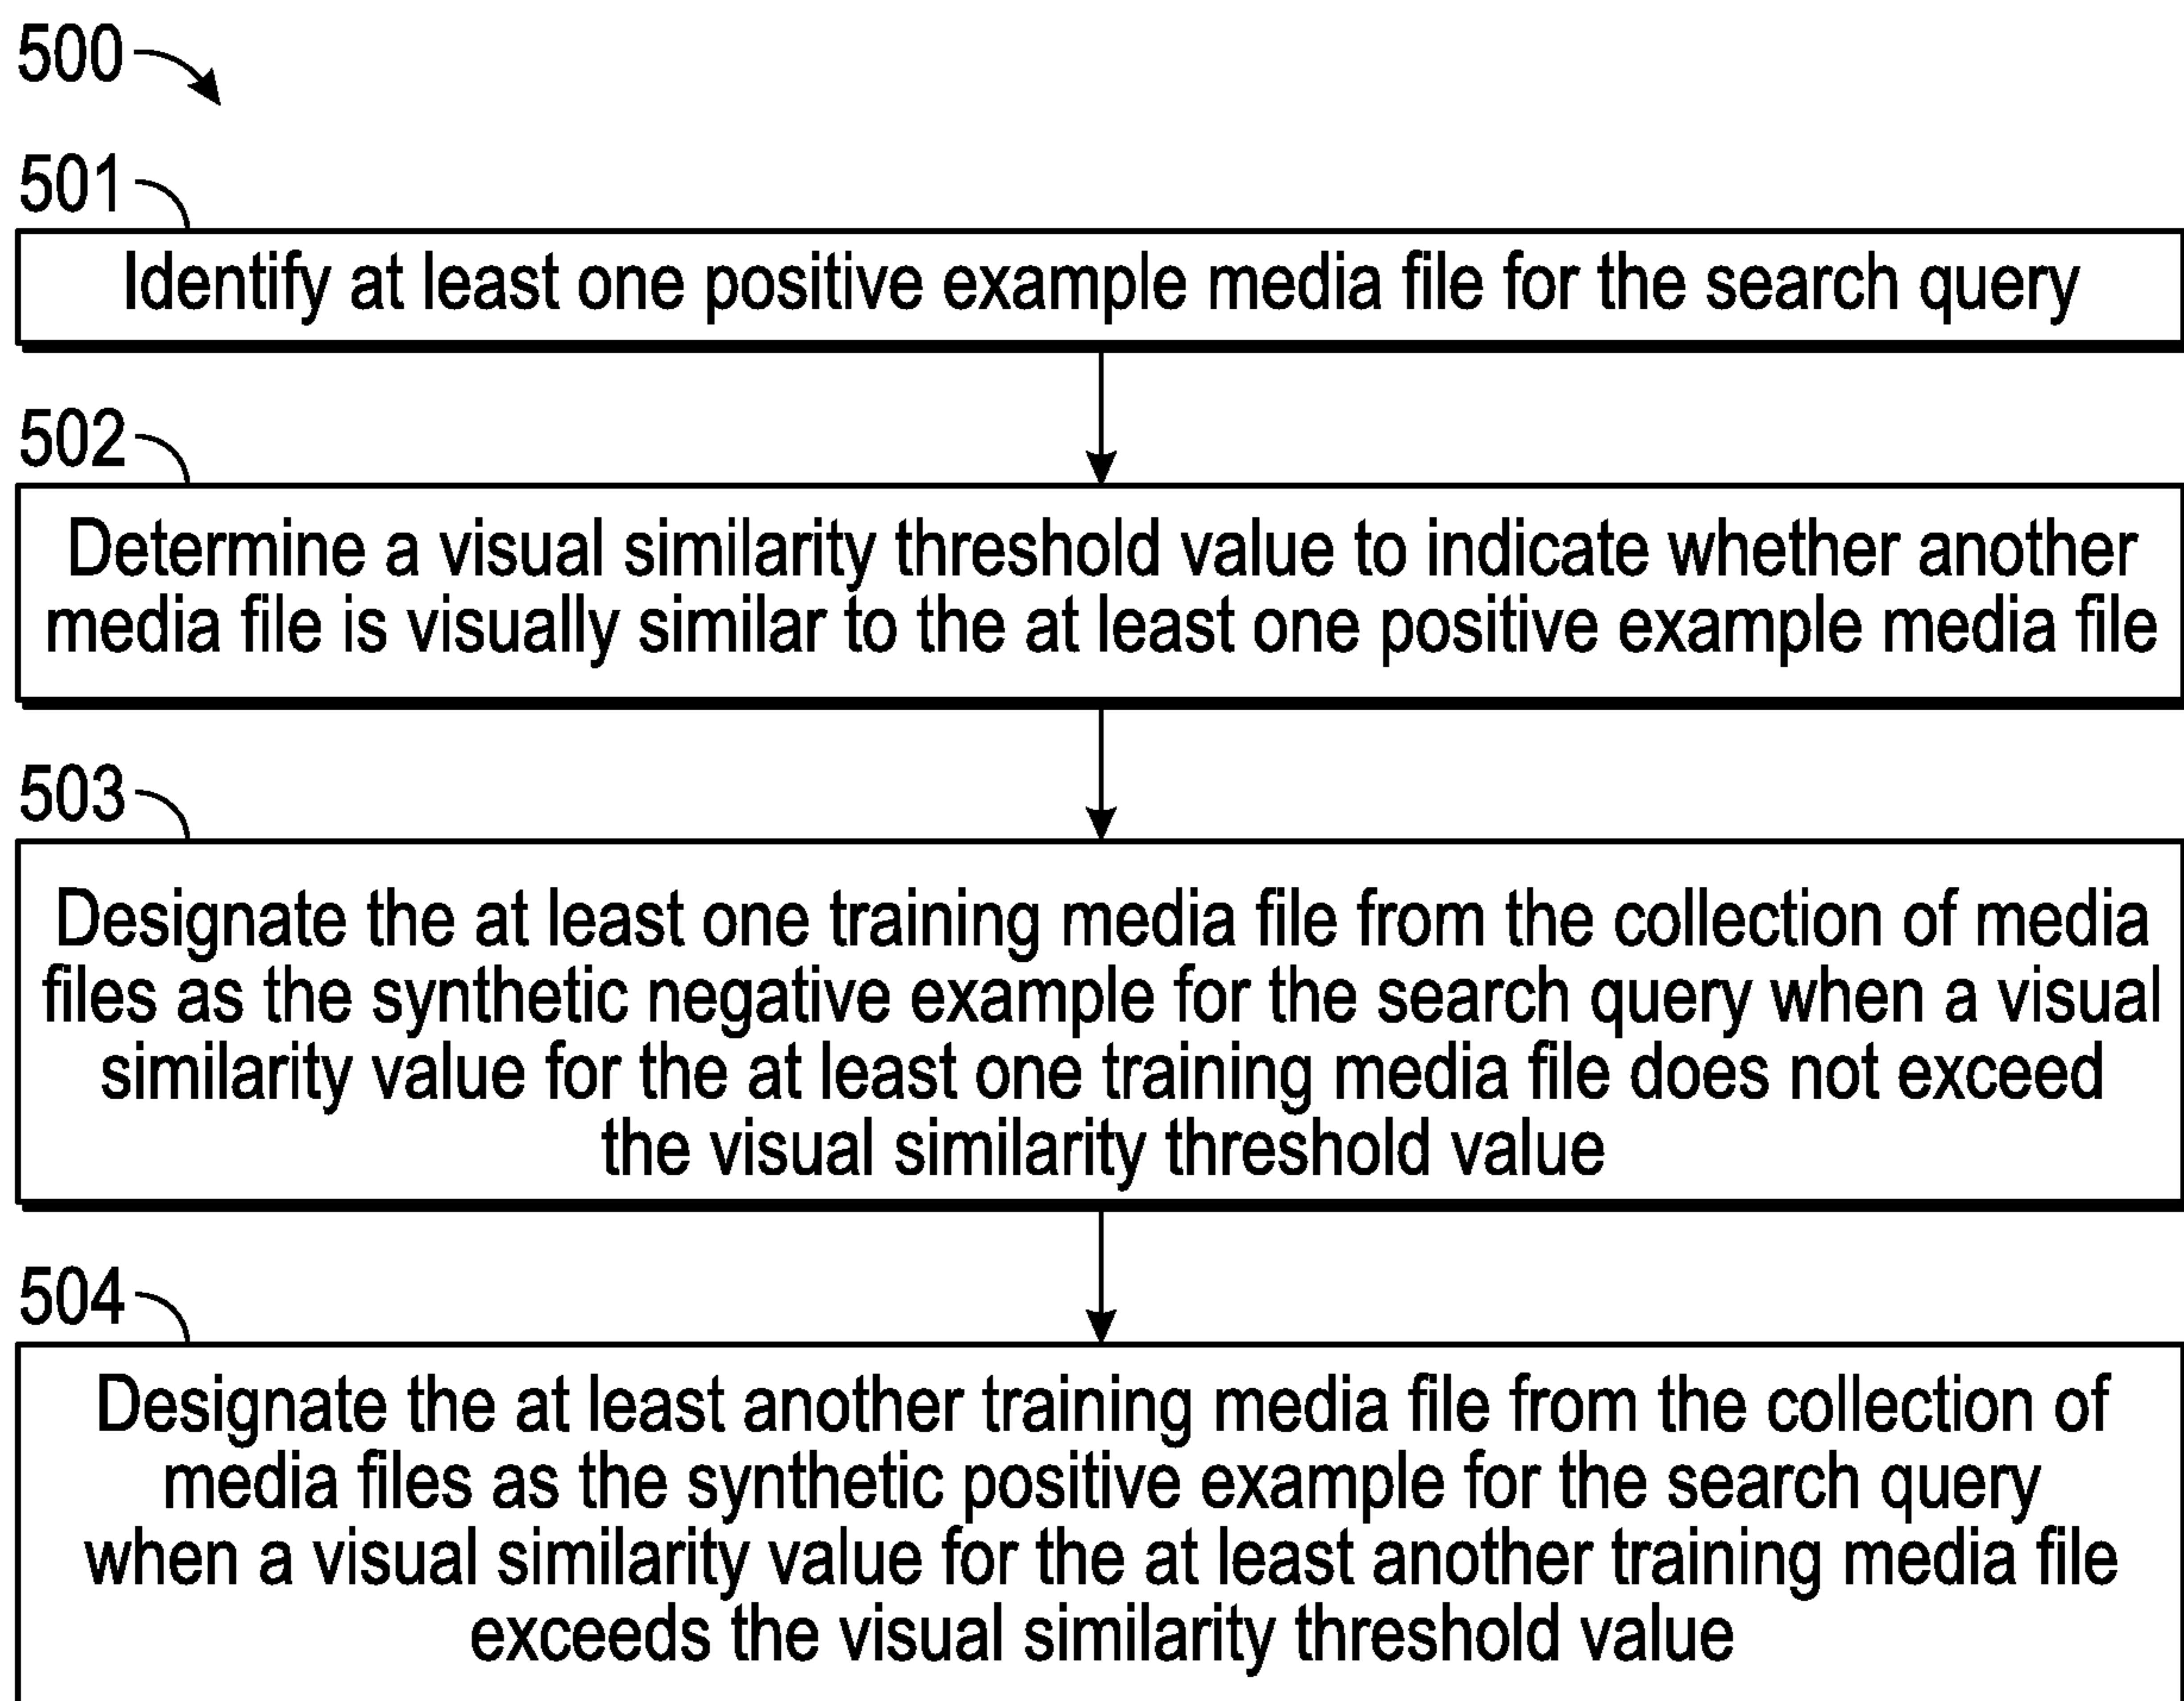 500
501
Identify at least one positive example media file for the search query
502
Determine a visual similarity threshold value to indicate whether another
media file is visually similar to the at least one positive example media file
503
Designate the at least one training media file from the collection of media
files as the synthetic negative example for the search query when a visual
similarity value for the at least one training media file does not exceed
the visual similarity threshold value
504
Designate the at least another training media file from the collection of
media files as the synthetic positive example for the search query
when a visual similarity value for the at least another training media file
exceeds the visual similarity threshold value